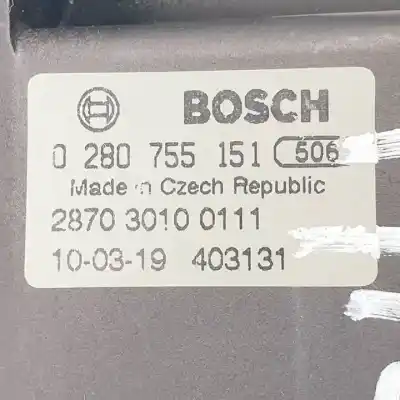 BOSCH
0 280 755 151 506
Made in Czech Republic
2870 3010 0111
10-03-19 403131